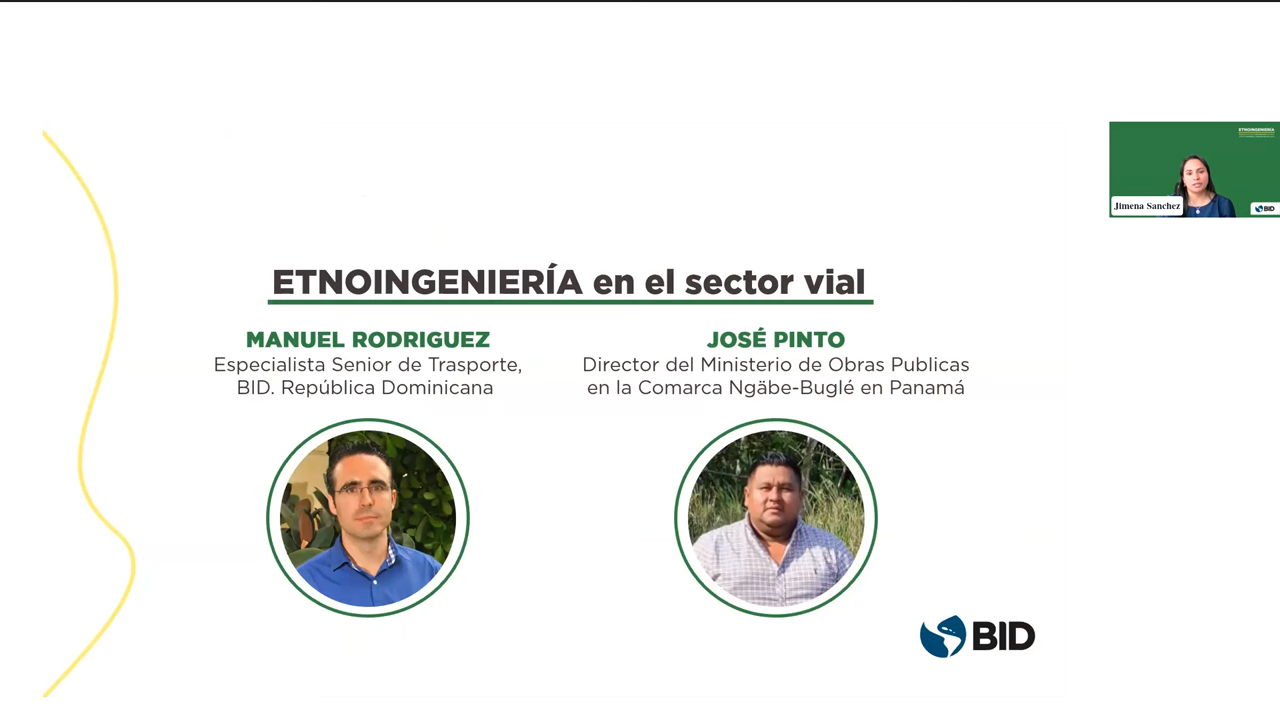 ETNOINGENIERÍA
Jimena Sanchez
BID
ETNOINGENIERÍA en el sector vial
MANUEL RODRIGUEZ
Especialista Senior de Trasporte,
BID. República Dominicana
JOSÉ PINTO
Director del Ministerio de Obras Publicas
en la Comarca Ngäbe-Buglé en Panamá
BID